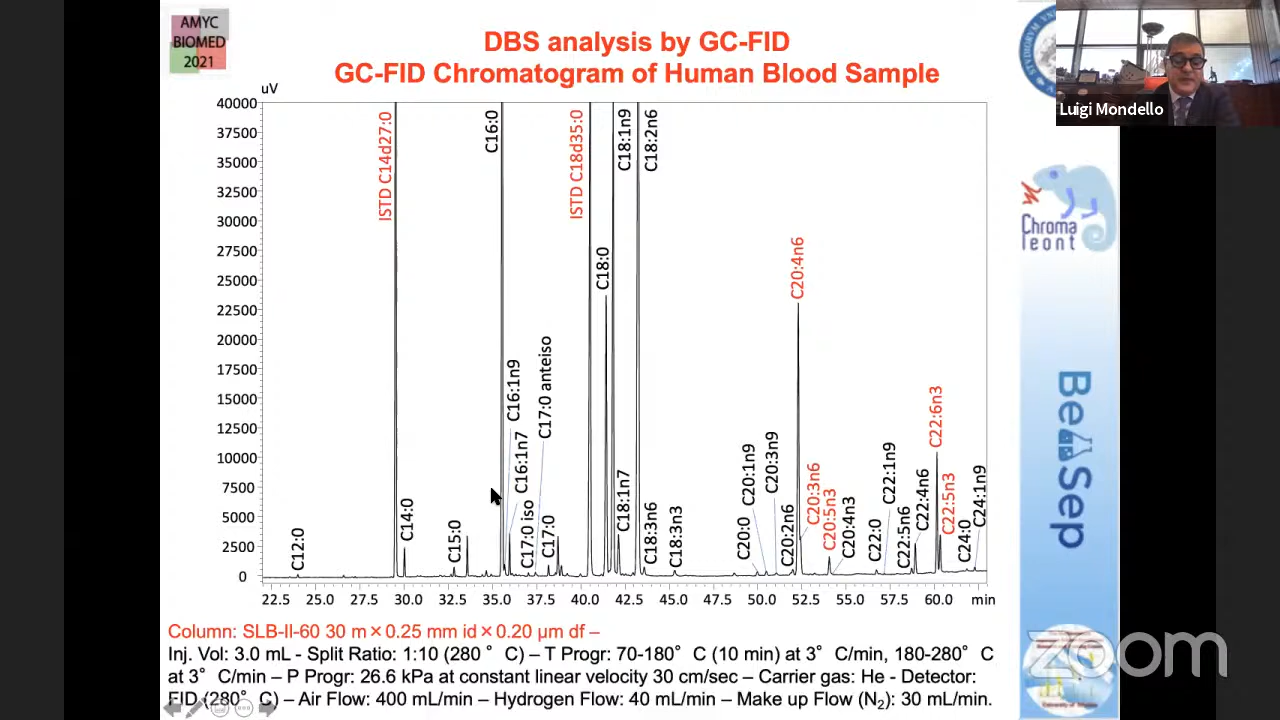 AMYC
BIOMED
2021
DBS analysis by GC-FID
GC-FID Chromatogram of Human Blood Sample
Luigi Mondello
uV
40000
37500
35000
32500
30000
27500
25000
22500
20000
17500
15000
12500
10000
7500
5000
2500
0
C12:0
ISTD C14d27:0
C14:0
C15:0
C16:0
C16:1n9
C16:1n7
C17:0 iso
C17:0 anteiso
C17:0
ISTD C18d35:0
C18:0
C18:1n9
C18:1n7
C18:2n6
C18:3n6
C18:3n3
C20:0
C20:1n9
C20:3n9
C20:2n6
C20:4n6
C20:3n6
C20:5n3
C20:4n3
C22:0
C22:1n9
C22:5n6
C22:4n6
C22:6n3
C22:5n3
C24:0
C24:1n9
22.5 25.0 27.5 30.0 32.5 35.0 37.5 40.0 42.5 45.0 47.5 50.0 52.5 55.0 57.5 60.0 min
Column: SLB-II-60 30 m × 0.25 mm id × 0.20 µm df –
Inj. Vol: 3.0 mL - Split Ratio: 1:10 (280 ° C) – T Progr: 70-180° C (10 min) at 3° C/min, 180-280° C
at 3° C/min – P Progr: 26.6 kPa at constant linear velocity 30 cm/sec – Carrier gas: He - Detector:
FID (280° C) – Air Flow: 400 mL/min – Hydrogen Flow: 40 mL/min – Make up Flow (N₂): 30 mL/min.
Chroma
leont
BeSep
zoom